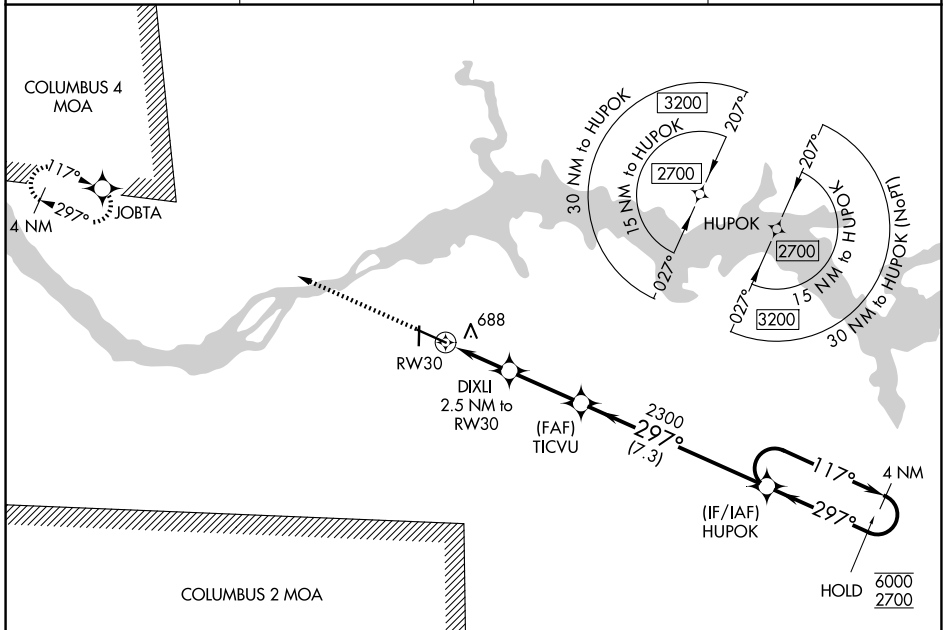 COLUMBUS 4
MOA
117°
297°
4 NM
JOBTA
30 NM to HUPOK
3200
207°
15 NM to HUPOK
2700
027°
HUPOK
207°
2700
15 NM to HUPOK
027°
3200
30 NM to HUPOK (NoPT)
688
RW30
DIXLI
2.5 NM to
RW30
(FAF)
TICVU
2300
297°
(7.3)
117°
4 NM
297°
(IF/IAF)
HUPOK
HOLD
6000
2700
COLUMBUS 2 MOA